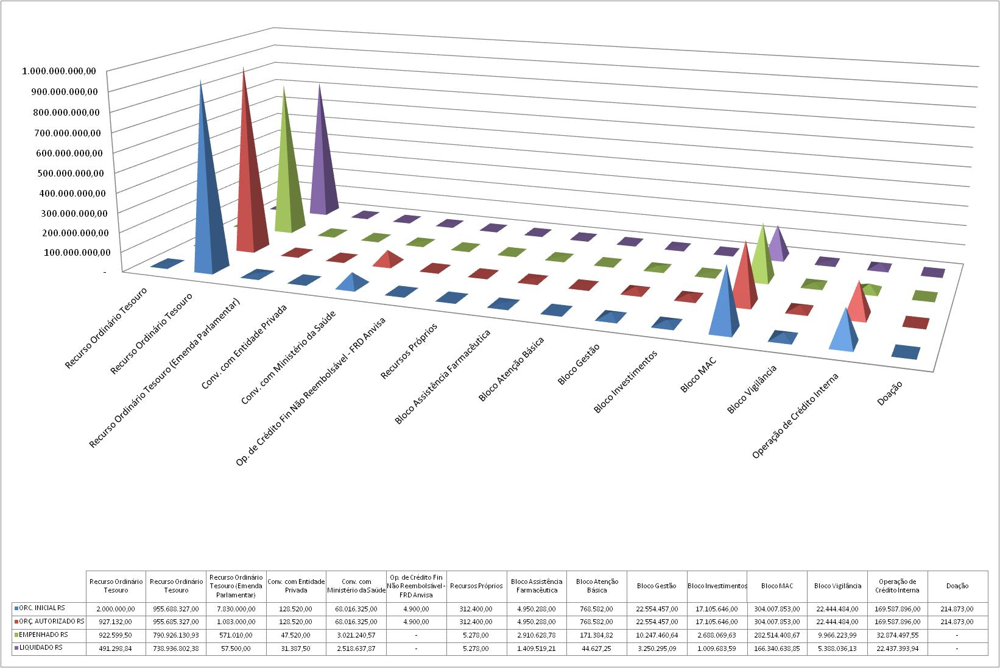 1.000.000.000,00
900.000.000,00
800.000.000,00
700.000.000,00
600.000.000,00
500.000.000,00
400.000.000,00
300.000.000,00
200.000.000,00
100.000.000,00
-
Recurso Ordinário Tesouro
Recurso Ordinário Tesouro
Recurso Ordinário Tesouro (Emenda Parlamentar)
Conv. com Entidade Privada
Conv. com Ministério da Saúde
Op. de Crédito Fin Não Reembolsável - FRD Anvisa
Recursos Próprios
Bloco Assistência Farmacêutica
Bloco Atenção Básica
Bloco Gestão
Bloco Investimentos
Bloco MAC
Bloco Vigilância
Operação de Crédito Interna
Doação
Recurso Ordinário
Tesouro
Recurso Ordinário
Tesouro
Recurso Ordinário
Tesouro (Emenda
Parlamentar)
Conv. com Entidade
Privada
Conv. com
Ministério da Saúde
Op. de Crédito Fin
Não Reembolsável -
FRD Anvisa
Recursos Próprios
Bloco Assistência
Farmacêutica
Bloco Atenção
Básica
Bloco Gestão
Bloco Investimentos
Bloco MAC
Bloco Vigilância
Operação de
Crédito Interna
Doação
ORC. INICIAL RS 2.000.000,00 955.688.327,00 7.830.000,00 128.520,00 68.016.325,00 4.900,00 312.400,00 4.950.288,00 768.582,00 22.554.457,00 17.105.646,00 304.007.853,00 22.444.484,00 169.587.896,00 214.873,00
ORÇ. AUTORIZADO RS 927.132,00 955.685.327,00 1.083.000,00 128.520,00 68.016.325,00 4.900,00 312.400,00 4.950.288,00 768.582,00 22.554.457,00 17.105.646,00 304.007.853,00 22.444.484,00 169.587.896,00 214.873,00
EMPENHADO RS 922.599,50 790.926.130,93 571.010,00 47.520,00 3.021.240,57 - 5.278,00 2.910.628,78 171.384,82 10.247.460,64 2.688.069,63 282.514.408,67 9.966.223,99 32.874.497,55 -
LIQUIDADO RS 491.298,84 738.936.802,38 57.500,00 31.387,50 2.518.637,87 - 5.278,00 1.409.519,21 44.627,25 3.250.295,09 1.009.683,59 166.340.638,85 5.388.036,13 22.437.393,94 -